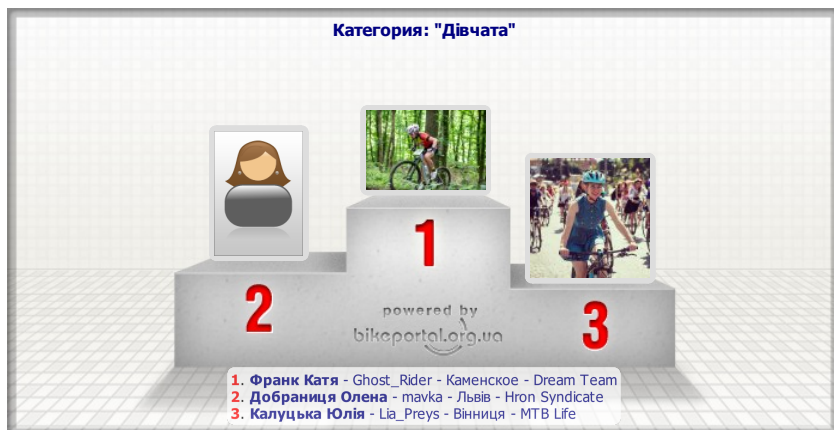 Категория: "Дівчата"
1
2
3
powered by
bikeportal.org.ua
1. Франк Катя - Ghost_Rider - Каменское - Dream Team
2. Добраниця Олена - mavka - Львів - Hron Syndicate
3. Калуцька Юлія - Lia_Preys - Вінниця - MTB Life